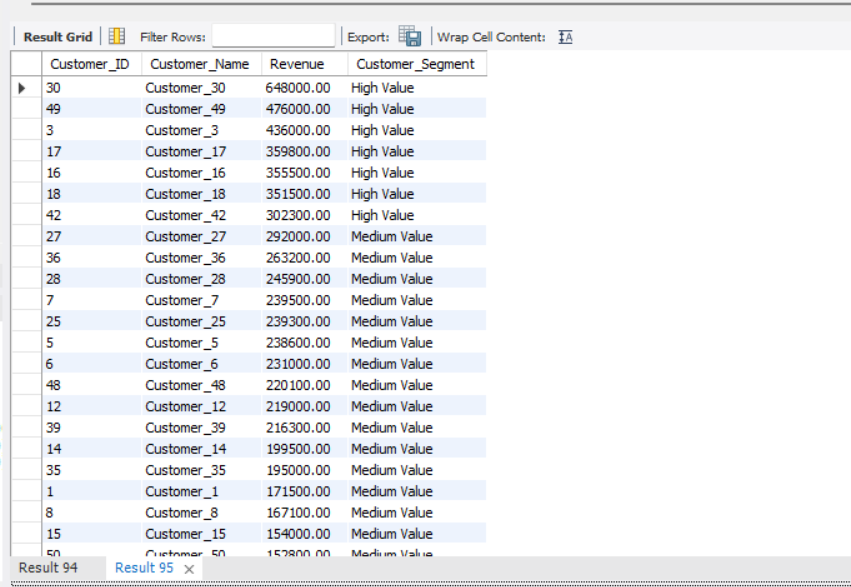 Result Grid Filter Rows: Export: Wrap Cell Content:
Customer_ID Customer_Name Revenue Customer_Segment
30 Customer_30 648000.00 High Value
49 Customer_49 476000.00 High Value
3 Customer_3 436000.00 High Value
17 Customer_17 359800.00 High Value
16 Customer_16 355500.00 High Value
18 Customer_18 351500.00 High Value
42 Customer_42 302300.00 High Value
27 Customer_27 292000.00 Medium Value
36 Customer_36 263200.00 Medium Value
28 Customer_28 245900.00 Medium Value
7 Customer_7 239500.00 Medium Value
25 Customer_25 239300.00 Medium Value
5 Customer_5 238600.00 Medium Value
6 Customer_6 231000.00 Medium Value
48 Customer_48 220100.00 Medium Value
12 Customer_12 219000.00 Medium Value
39 Customer_39 216300.00 Medium Value
14 Customer_14 199500.00 Medium Value
35 Customer_35 195000.00 Medium Value
1 Customer_1 171500.00 Medium Value
8 Customer_8 167100.00 Medium Value
15 Customer_15 154000.00 Medium Value
50 Customer_50 152800.00 Medium Value
Result 94 Result 95